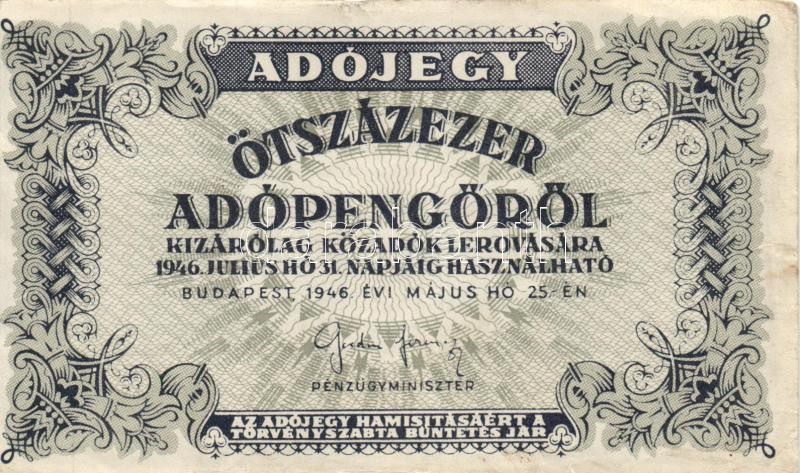 ADÓJEGY
ÖTSZÁZEZER
ADÓPENGŐRŐL
KIZÁRÓLAG KÖZADÓK LEROVÁSÁRA
1946. JULIUS HÓ 31. NAPJÁIG HASZNÁLHATÓ
BUDAPEST, 1946. ÉVI MÁJUS HÓ 25.-ÉN
PÉNZÜGYMINISZTER
AZ ADÓJEGY HAMISÍTÁSÁÉRT A
TÖRVÉNYSZABTA BÜNTETÉS JÁR